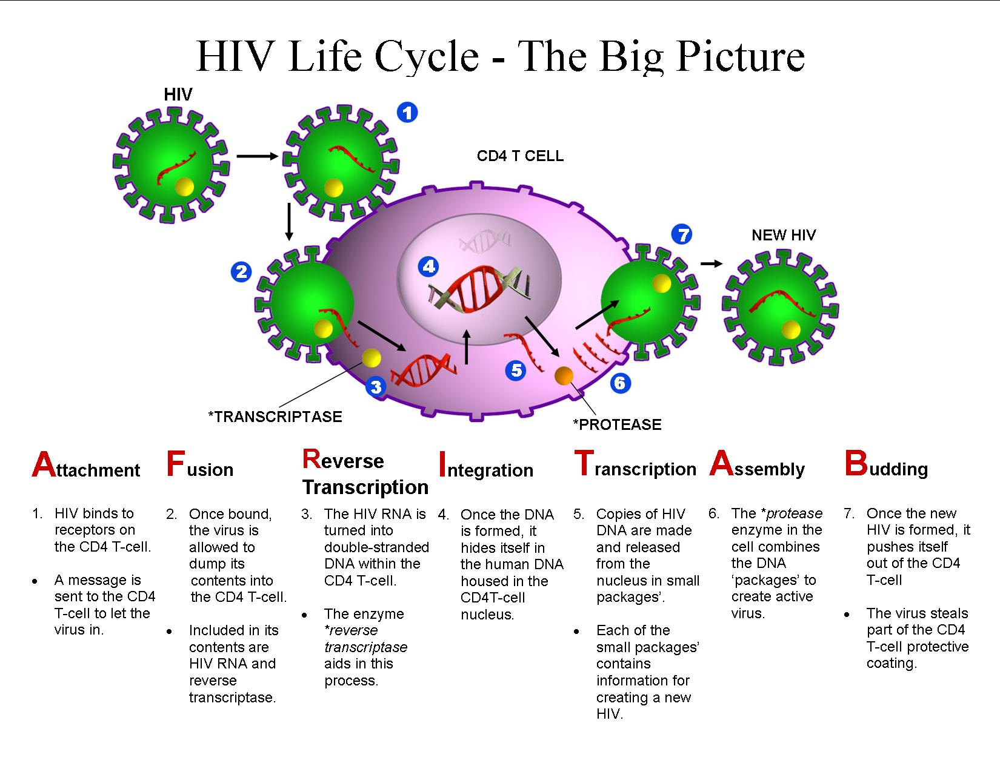 HIV Life Cycle - The Big Picture
HIV
1
CD4 T CELL
7
NEW HIV
2
4
5
6
3
*TRANSCRIPTASE
*PROTEASE
Attachment
1. HIV binds to
receptors on
the CD4 T-cell.
• A message is
sent to the CD4
T-cell to let the
virus in.
Fusion
2. Once bound,
the virus is
allowed to
dump its
contents into
the CD4 T-cell.
• Included in its
contents are
HIV RNA and
reverse
transcriptase.
Reverse
Transcription
3. The HIV RNA is
turned into
double-stranded
DNA within the
CD4 T-cell.
• The enzyme
*reverse
transcriptase
aids in this
process.
Integration
4. Once the DNA
is formed, it
hides itself in
the human DNA
housed in the
CD4T-cell
nucleus.
Transcription
5. Copies of HIV
DNA are made
and released
from the
nucleus in small
packages’.
• Each of the
small packages’
contains
information for
creating a new
HIV.
Assembly
6. The *protease
enzyme in the
cell combines
the DNA
‘packages’ to
create active
virus.
Budding
7. Once the new
HIV is formed, it
pushes itself
out of the CD4
T-cell
• The virus steals
part of the CD4
T-cell protective
coating.